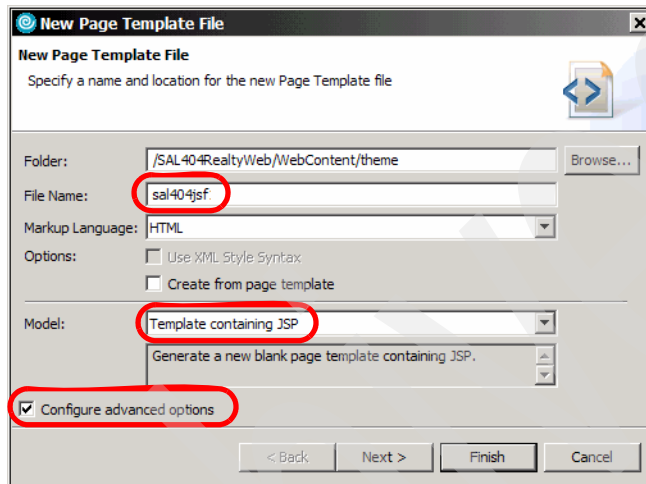 New Page Template File
New Page Template File
Specify a name and location for the new Page Template file
Folder: /SAL404RealtyWeb/WebContent/theme Browse...
File Name: sal404jsf
Markup Language: HTML
Options: Use XML Style Syntax
Create from page template
Model: Template containing JSP
Generate a new blank page template containing JSP.
Configure advanced options
< Back Next > Finish Cancel